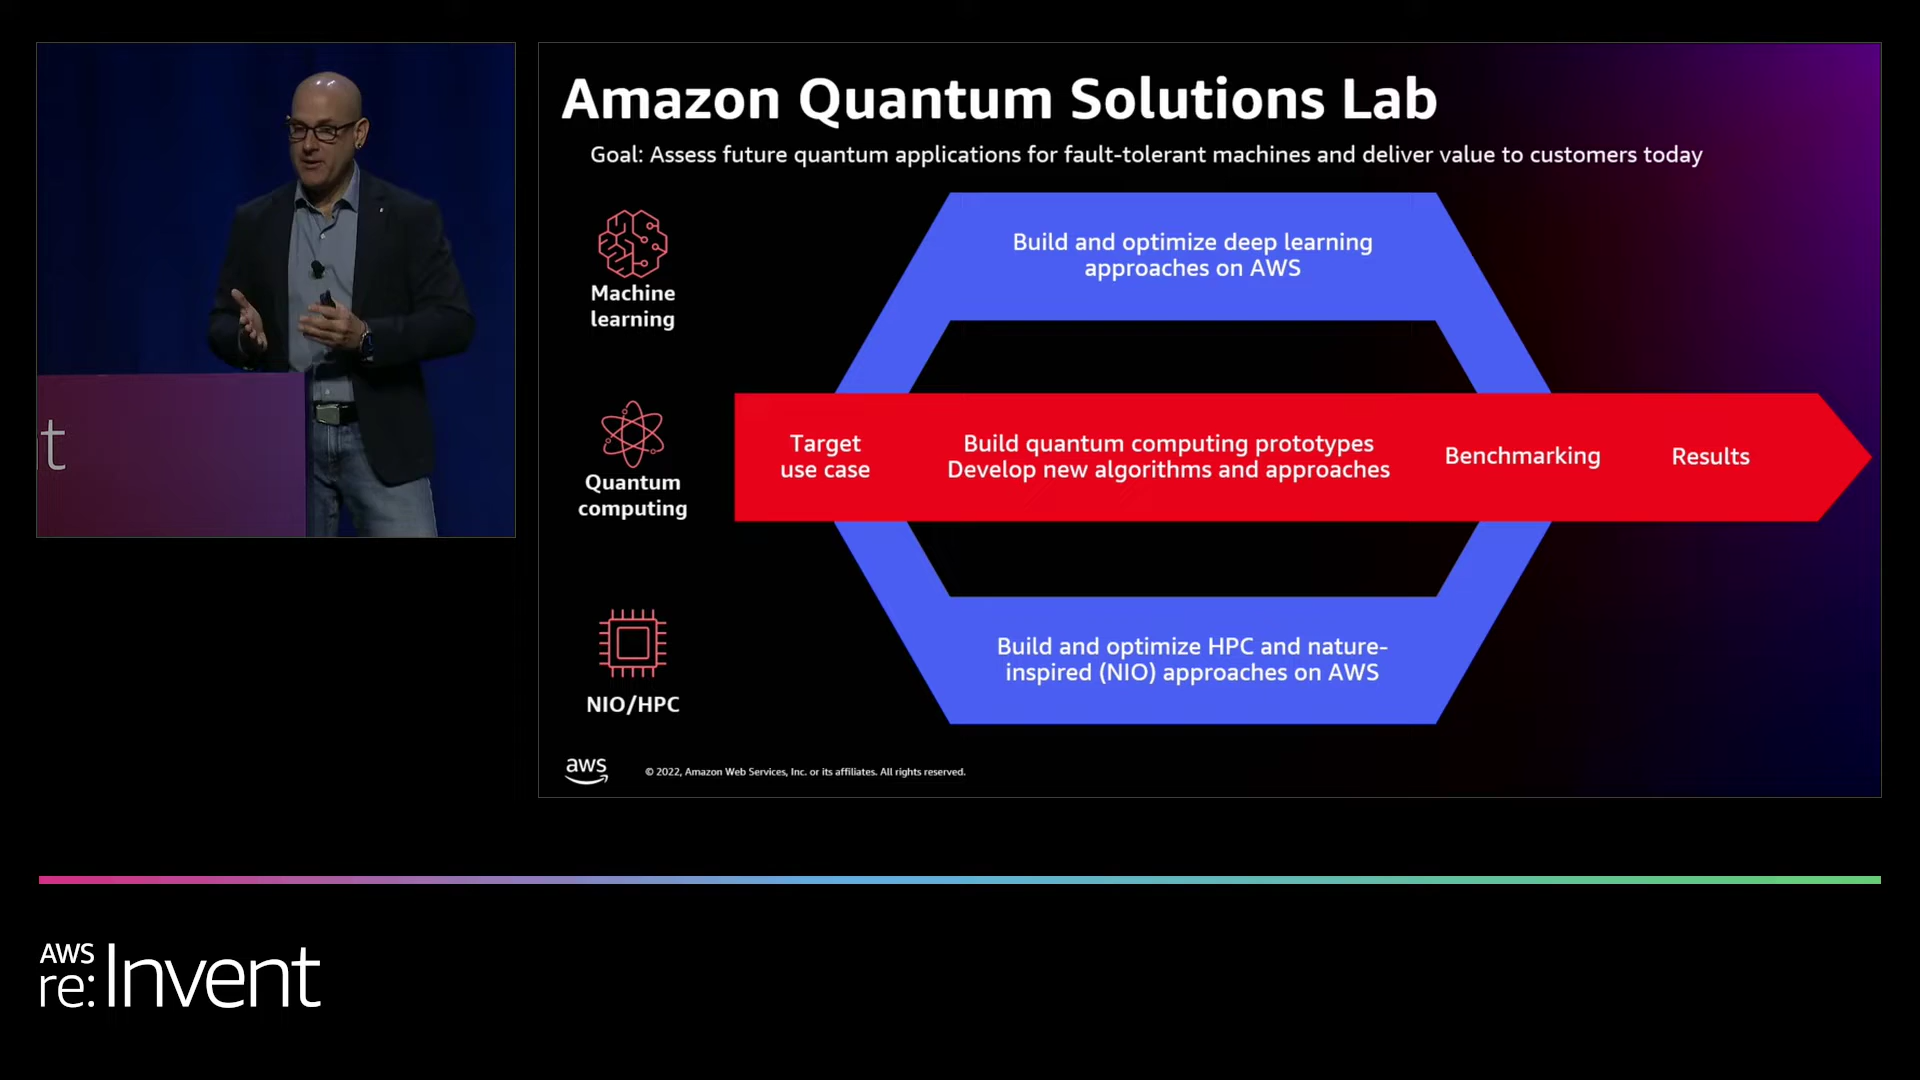 Amazon Quantum Solutions Lab
Goal: Assess future quantum applications for fault-tolerant machines and deliver value to customers today
Machine
learning
Build and optimize deep learning
approaches on AWS
Quantum
computing
Target
use case
Build quantum computing prototypes
Develop new algorithms and approaches
Benchmarking
Results
NIO/HPC
Build and optimize HPC and nature-
inspired (NIO) approaches on AWS
aws
© 2022, Amazon Web Services, Inc. or its affiliates. All rights reserved.
nt
AWS
re:Invent